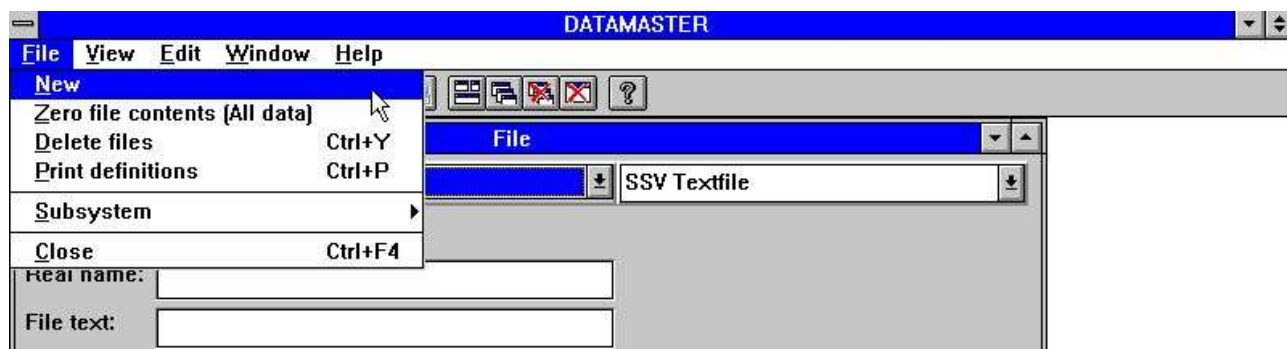 DATAMASTER
File View Edit Window Help
New
Zero file contents (All data)
Delete files Ctrl+Y
Print definitions Ctrl+P
Subsystem
Close Ctrl+F4
?
File
SSV Textfile
Real name:
File text: